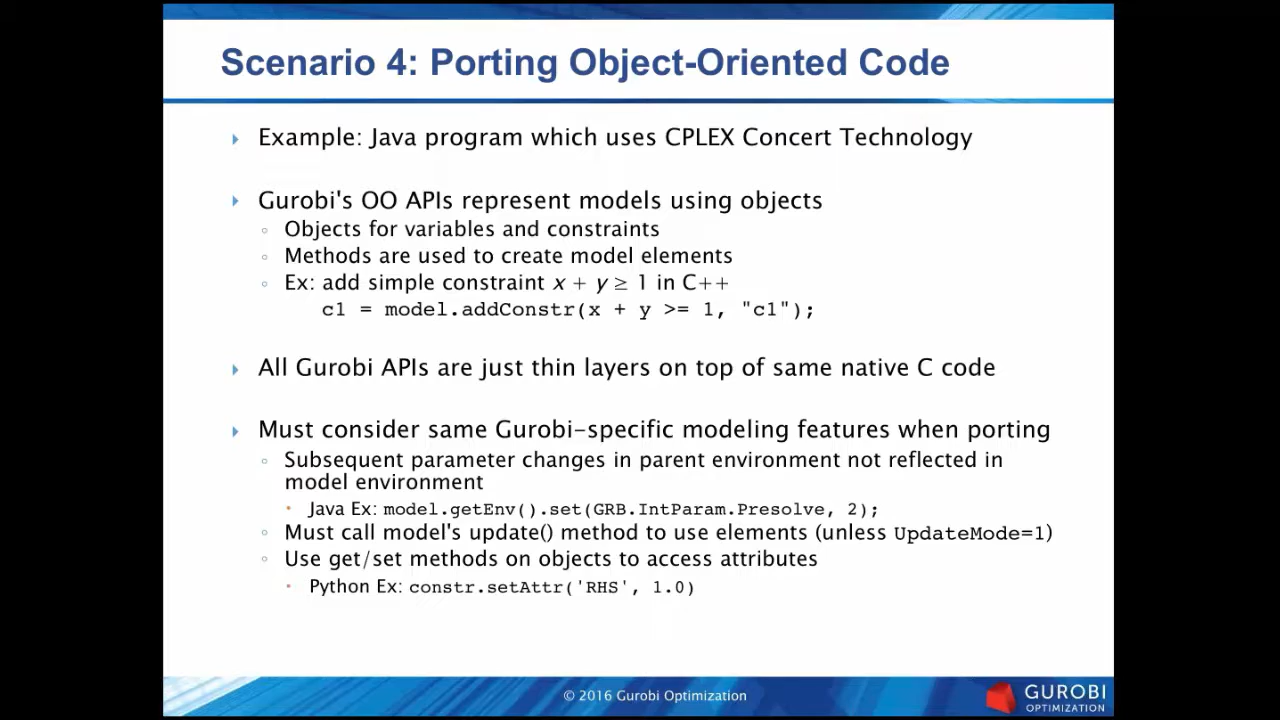 Scenario 4: Porting Object-Oriented Code
Example: Java program which uses CPLEX Concert Technology
Gurobi's OO APIs represent models using objects
Objects for variables and constraints
Methods are used to create model elements
Ex: add simple constraint x + y ≥ 1 in C++
c1 = model.addConstr(x + y >= 1, "c1");
All Gurobi APIs are just thin layers on top of same native C code
Must consider same Gurobi-specific modeling features when porting
Subsequent parameter changes in parent environment not reflected in
model environment
Java Ex: model.getEnv().set(GRB.IntParam.Presolve, 2);
Must call model's update() method to use elements (unless UpdateMode=1)
Use get/set methods on objects to access attributes
Python Ex: constr.setAttr('RHS', 1.0)
© 2016 Gurobi Optimization
GUROBI
OPTIMIZATION